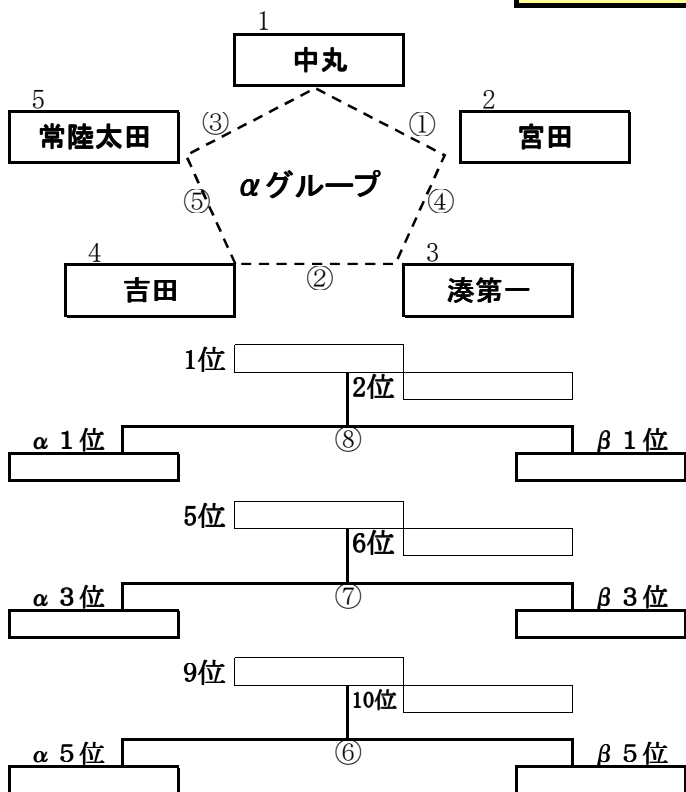 1
中丸
5
常陸太田
2
宮田
③
①
αグループ
⑤
④
4
吉田
②
3
湊第一
1位
2位
α 1位
⑧
β 1位
5位
6位
α 3位
⑦
β 3位
9位
10位
α 5位
⑥
β 5位